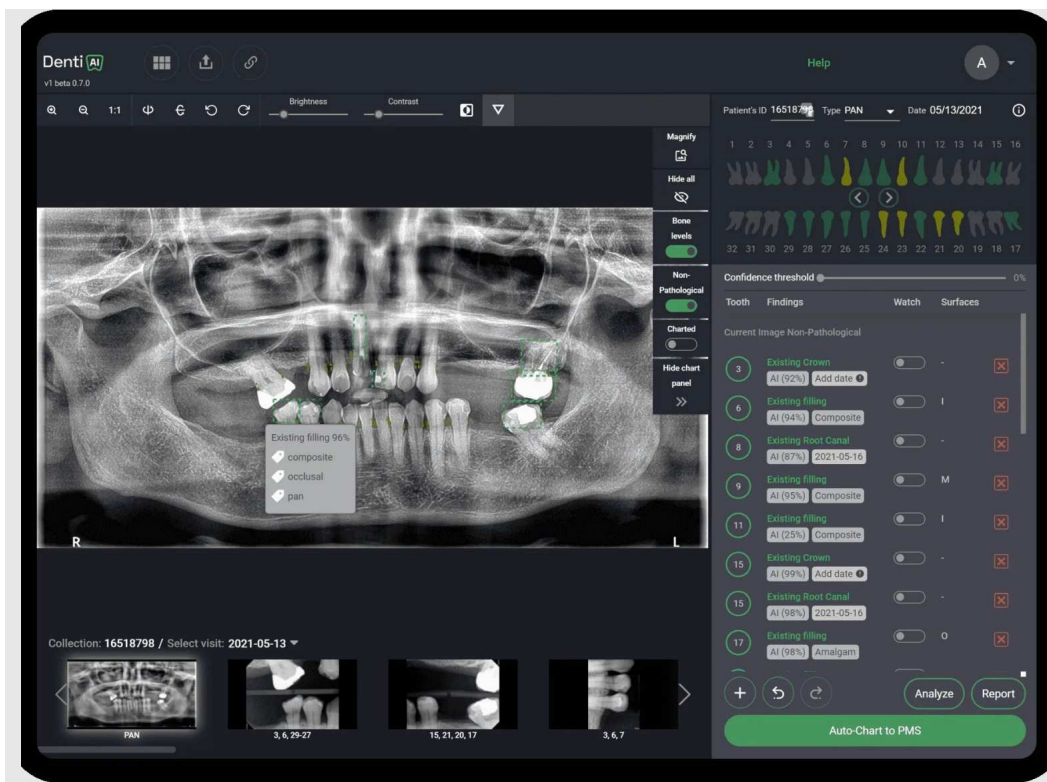 Denti AI
v1 beta 0.7.0
Help
A
1:1
Brightness
Contrast
Patient's ID 16518798 Type PAN Date 05/13/2021
Magnify
Hide all
Bone
levels
Non-
Pathological
Charted
Hide chart
panel
1 2 3 4 5 6 7 8 9 10 11 12 13 14 15 16
32 31 30 29 28 27 26 25 24 23 22 21 20 19 18 17
Confidence threshold 0%
Tooth Findings Watch Surfaces
Current Image Non-Pathological
3 Existing Crown -
AI (92%) Add date
6 Existing filling I
AI (94%) Composite
8 Existing Root Canal -
AI (87%) 2021-05-16
9 Existing filling M
AI (95%) Composite
11 Existing filling I
AI (25%) Composite
15 Existing Crown -
AI (99%) Add date
15 Existing Root Canal -
AI (98%) 2021-05-16
17 Existing filling O
AI (98%) Amalgam
Existing filling 96%
composite
occlusal
pan
R
L
Collection: 16518798 / Select visit: 2021-05-13
PAN
3, 6, 29-27
15, 21, 20, 17
3, 6, 7
Analyze
Report
Auto-Chart to PMS